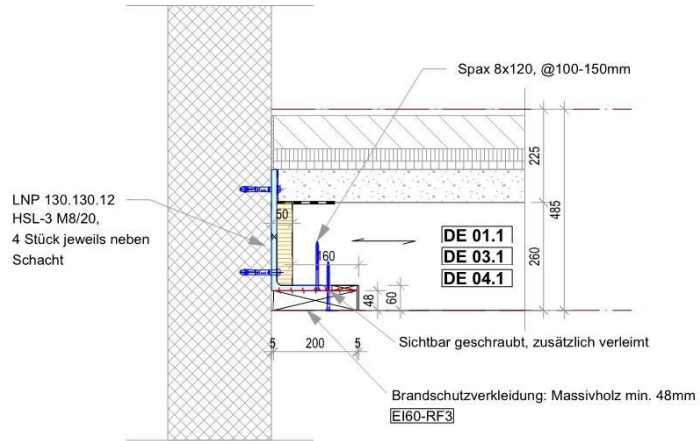 Spax 8x120, @100-150mm
225
485
LNP 130.130.12
HSL-3 M8/20,
4 Stück jeweils neben
Schacht
50
DE 01.1
DE 03.1
DE 04.1
260
160
48
60
Sichtbar geschraubt, zusätzlich verleimt
5
200
5
Brandschutzverkleidung: Massivholz min. 48mm
EI60-RF3